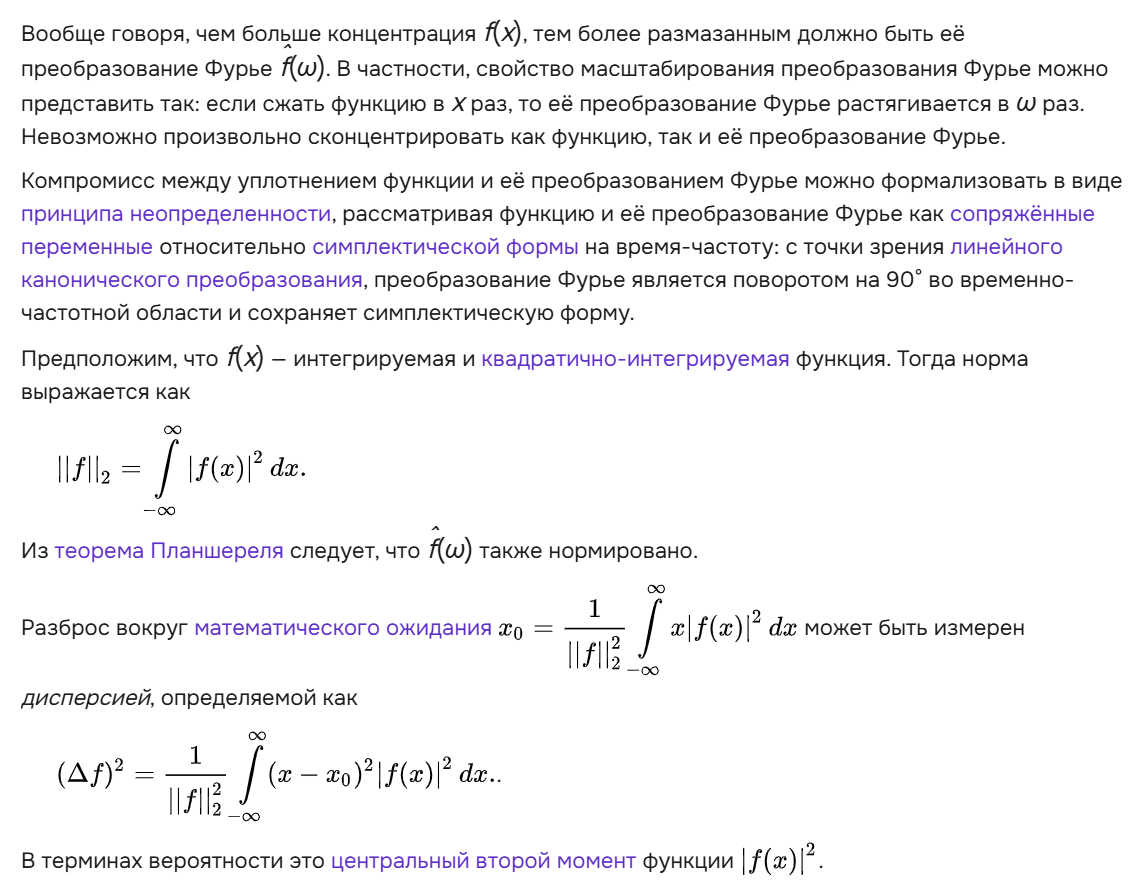 Вообще говоря, чем больше концентрация f(x), тем более размазанным должно быть её
преобразование Фурье f̂(ω). В частности, свойство масштабирования преобразования Фурье можно
представить так: если сжать функцию в x раз, то её преобразование Фурье растягивается в ω раз.
Невозможно произвольно сконцентрировать как функцию, так и её преобразование Фурье.
Компромисс между уплотнением функции и её преобразованием Фурье можно формализовать в виде
принципа неопределенности, рассматривая функцию и её преобразование Фурье как сопряжённые
переменные относительно симплектической формы на время-частоту: с точки зрения линейного
канонического преобразования, преобразование Фурье является поворотом на 90˚ во временно-
частотной области и сохраняет симплектическую форму.
Предположим, что f(x) – интегрируемая и квадратично-интегрируемая функция. Тогда норма
выражается как
||f||₂ = ∫_{−∞}^{∞} |f(x)|² dx.
Из теорема Планшереля следует, что f̂(ω) также нормировано.
Разброс вокруг математического ожидания x₀ = \frac{1}{||f||₂²} ∫_{−∞}^{∞} x|f(x)|² dx может быть измерен
дисперсией, определяемой как
(Δf)² = \frac{1}{||f||₂²} ∫_{−∞}^{∞} (x − x₀)²|f(x)|² dx..
В терминах вероятности это центральный второй момент функции |f(x)|².